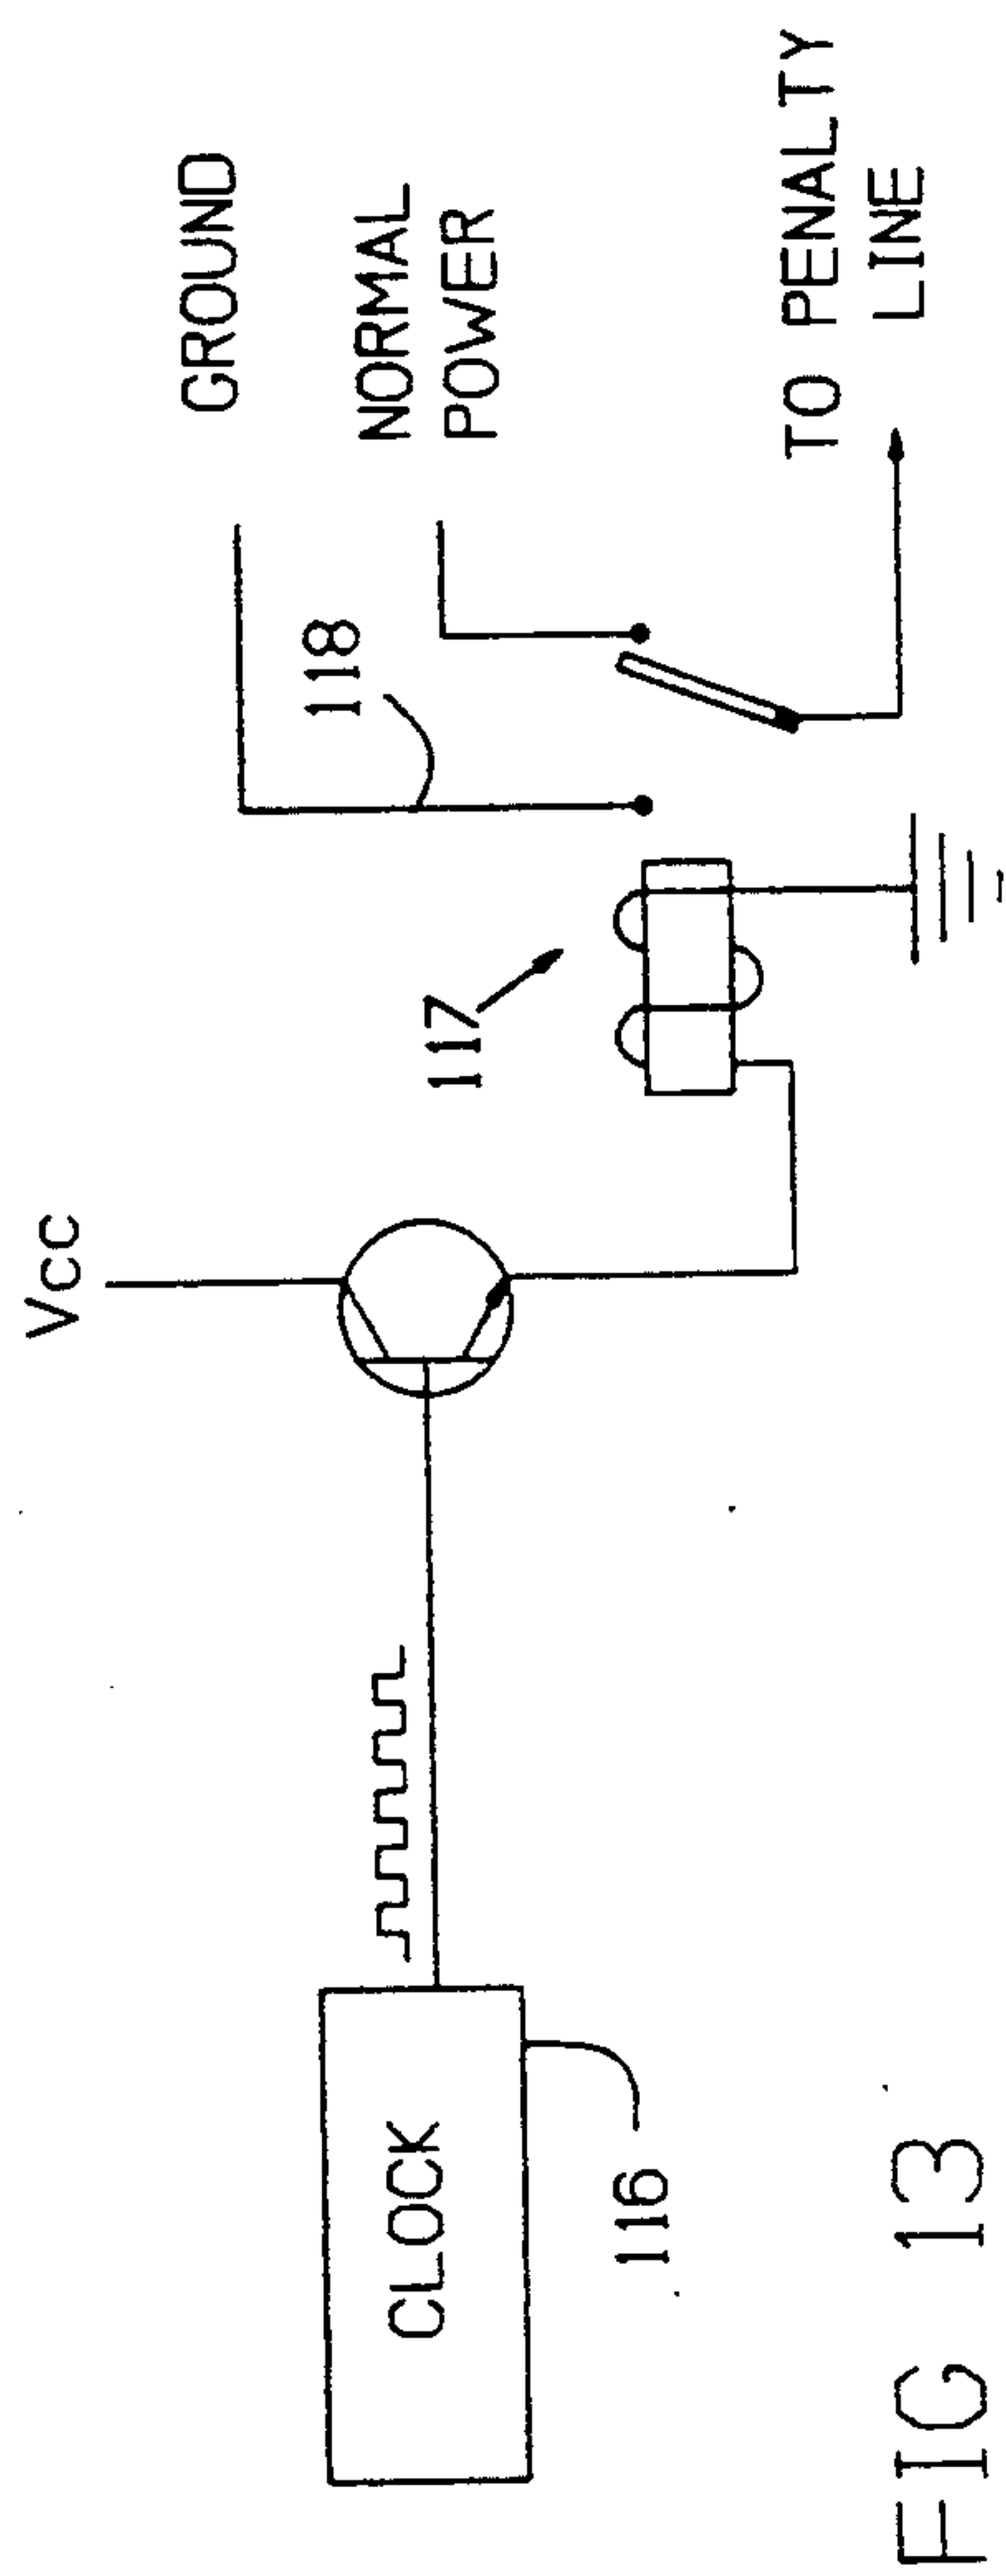 GROUND
118
NORMAL
POWER
TO PENALTY
LINE
117
Vcc
CLOCK
116
FIG 13